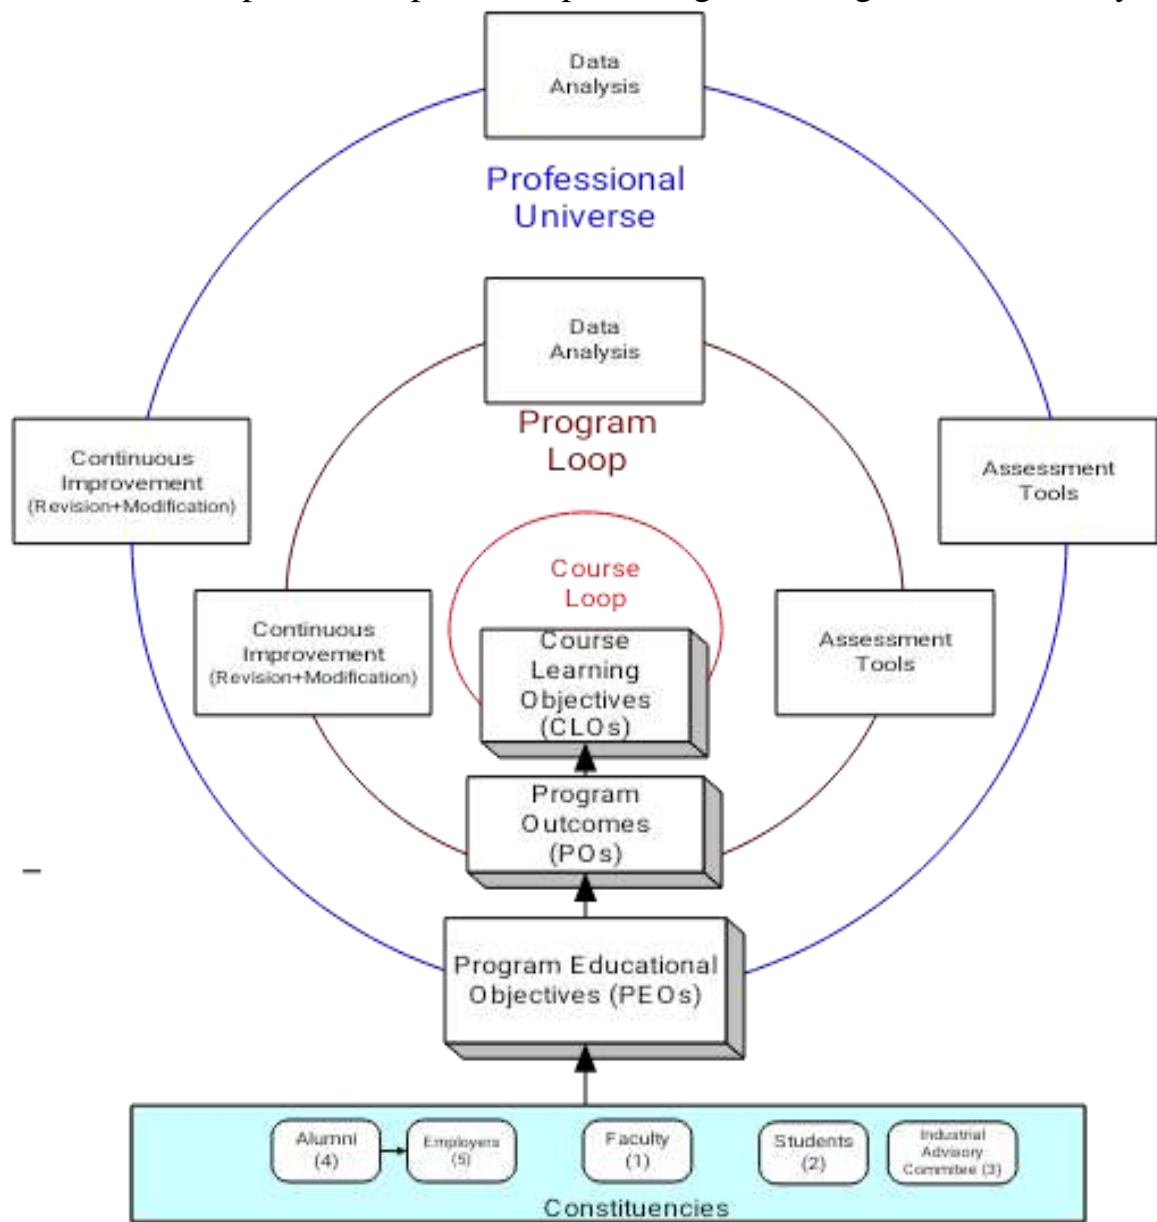 Data
Analysis
Professional
Universe
Data
Analysis
Program
Loop
Continuous
Improvement
(Revision+Modification)
Assessment
Tools
Course
Loop
Continuous
Improvement
(Revision+Modification)
Course
Learning
Objectives
(CLOs)
Assessment
Tools
Program
Outcomes
(POs)
Program Educational
Objectives (PEOs)
Alumni
(4)
Employers
(5)
Faculty
(1)
Students
(2)
Industrial
Advisory
Commitee (3)
Constituencies